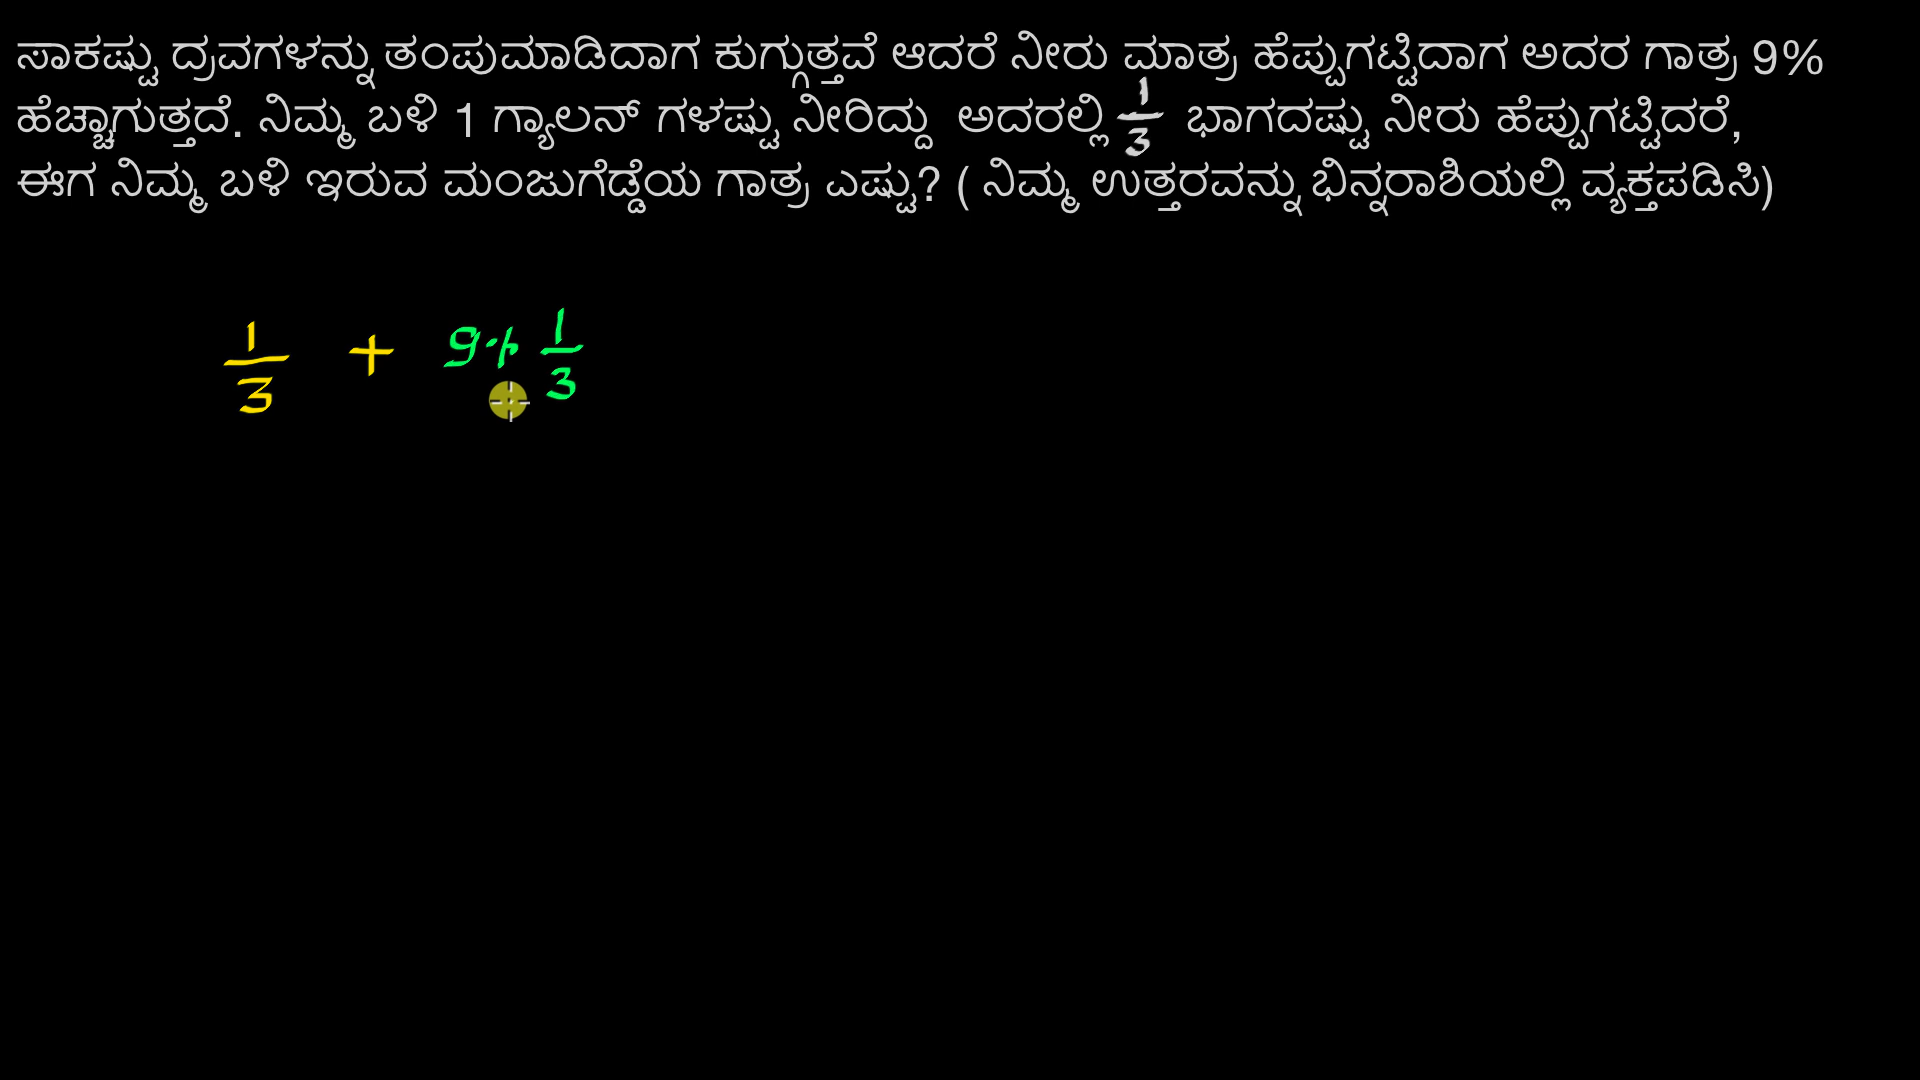 ಸಾಕಷ್ಟು ದ್ರವಗಳನ್ನು ತಂಪುಮಾಡಿದಾಗ ಕುಗ್ಗುತ್ತವೆ ಆದರೆ ನೀರು ಮಾತ್ರ ಹೆಪ್ಪುಗಟ್ಟಿದಾಗ ಅದರ ಗಾತ್ರ 9%
ಹೆಚ್ಚಾಗುತ್ತದೆ. ನಿಮ್ಮ ಬಳಿ 1 ಗ್ಯಾಲನ್ ಗಳಷ್ಟು ನೀರಿದ್ದು ಅದರಲ್ಲಿ 1/3 ಭಾಗದಷ್ಟು ನೀರು ಹೆಪ್ಪುಗಟ್ಟಿದರೆ,
ಈಗ ನಿಮ್ಮ ಬಳಿ ಇರುವ ಮಂಜುಗೆಡ್ಡೆಯ ಗಾತ್ರ ಎಷ್ಟು? ( ನಿಮ್ಮ ಉತ್ತರವನ್ನು ಭಿನ್ನರಾಶಿಯಲ್ಲಿ ವ್ಯಕ್ತಪಡಿಸಿ)
1/3 + 9% 1/3